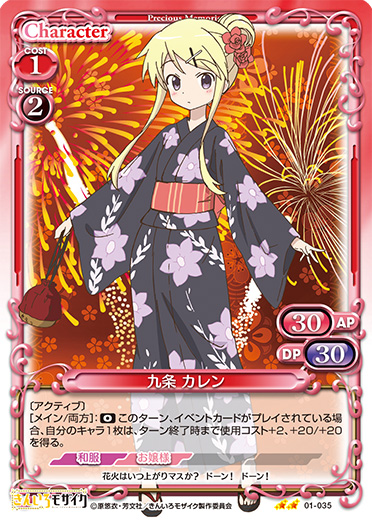 Precious Memories
Character
COST
1
SOURCE
2
30 AP
DP 30
九条 カレン
[アクティブ]
[メイン/両方]：0 このターン、イベントカードがプレイされている場
合、自分のキャラ1枚は、ターン終了時まで使用コスト+2、+20/+20
を得る。
和服 お嬢様
花火はいつ上がりマスか？ ドーン！ ドーン！
きんいろモザイク
©原悠衣・芳文社／きんいろモザイク製作委員会
01-035